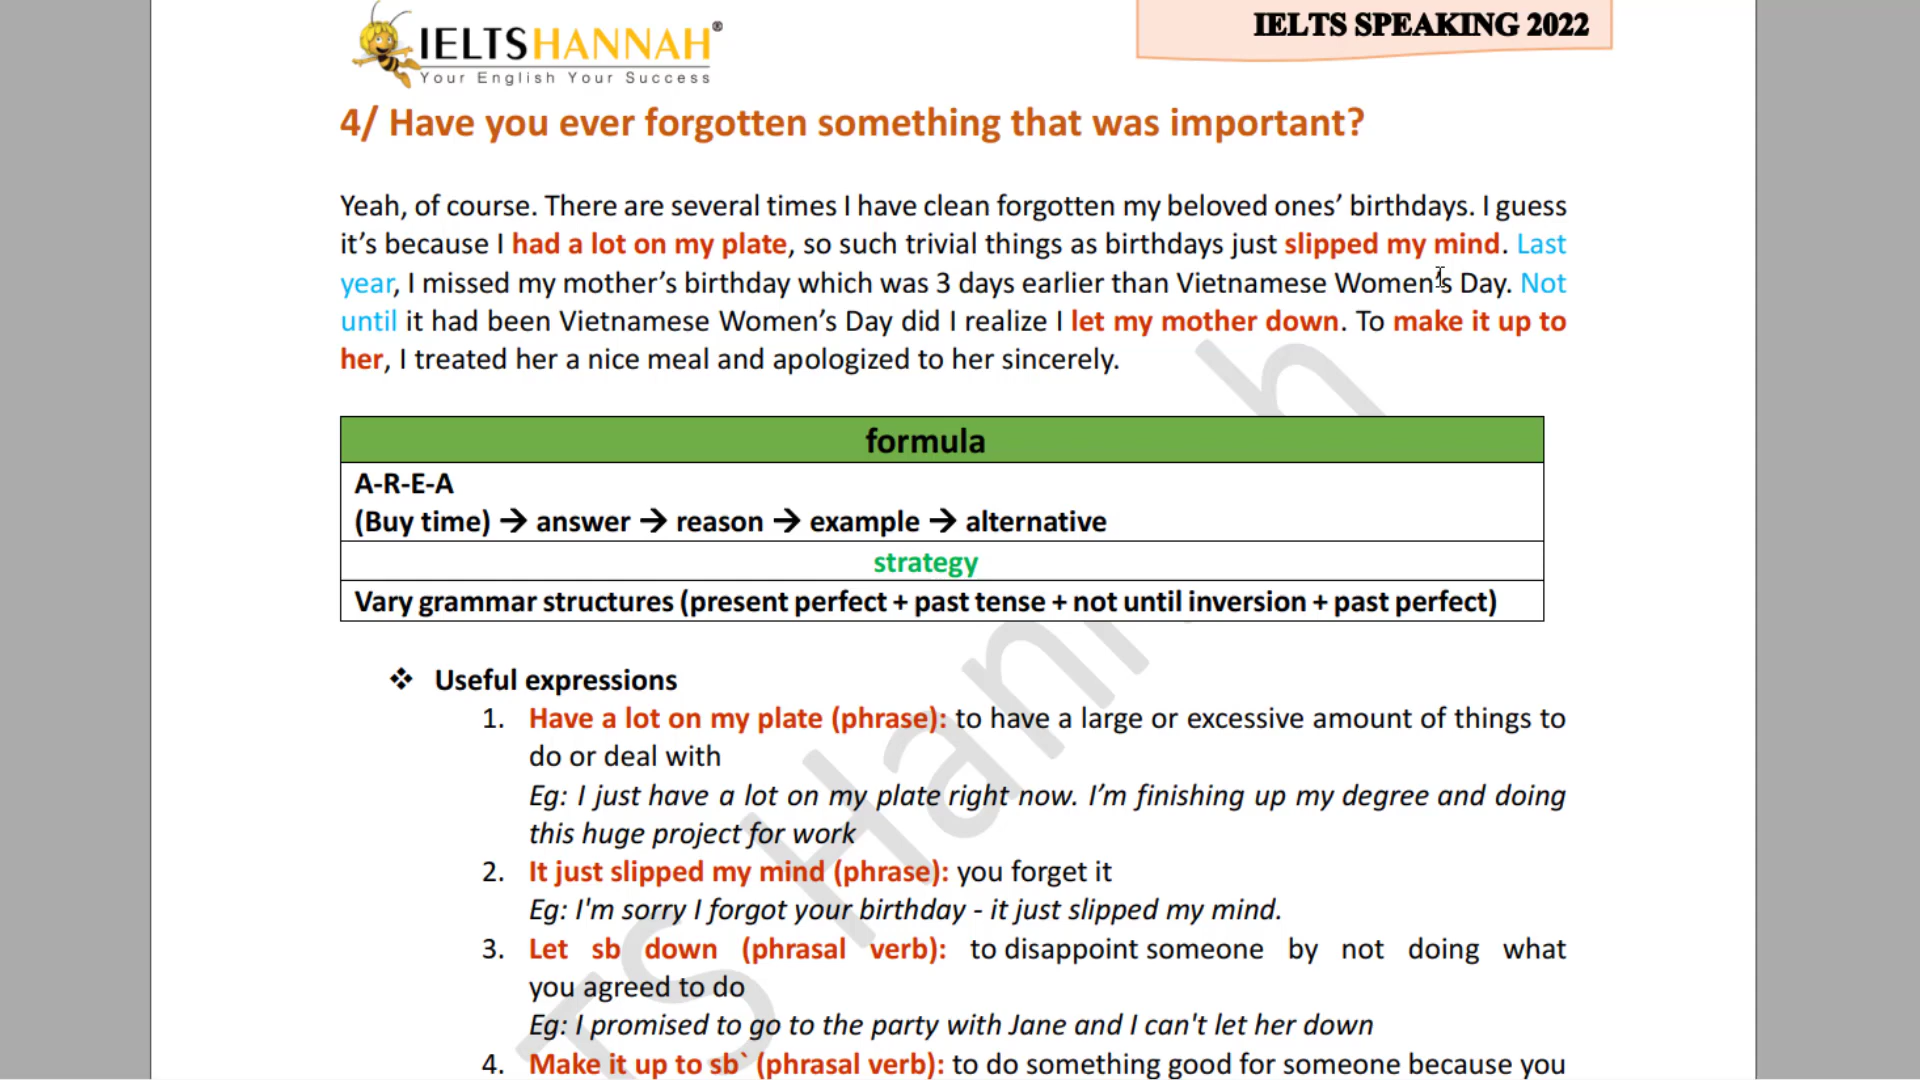 IELTSHANNAH®
Your English Your Success
IELTS SPEAKING 2022
4/ Have you ever forgotten something that was important?
Yeah, of course. There are several times I have clean forgotten my beloved ones’ birthdays. I guess
it’s because I had a lot on my plate, so such trivial things as birthdays just slipped my mind. Last
year, I missed my mother’s birthday which was 3 days earlier than Vietnamese Women’s Day. Not
until it had been Vietnamese Women’s Day did I realize I let my mother down. To make it up to
her, I treated her a nice meal and apologized to her sincerely.
formula
A-R-E-A
(Buy time) → answer → reason → example → alternative
strategy
Vary grammar structures (present perfect + past tense + not until inversion + past perfect)
❖ Useful expressions
1. Have a lot on my plate (phrase): to have a large or excessive amount of things to
do or deal with
Eg: I just have a lot on my plate right now. I’m finishing up my degree and doing
this huge project for work
2. It just slipped my mind (phrase): you forget it
Eg: I'm sorry I forgot your birthday - it just slipped my mind.
3. Let sb down (phrasal verb): to disappoint someone by not doing what
you agreed to do
Eg: I promised to go to the party with Jane and I can't let her down
4. Make it up to sb` (phrasal verb): to do something good for someone because you
TS Hannah